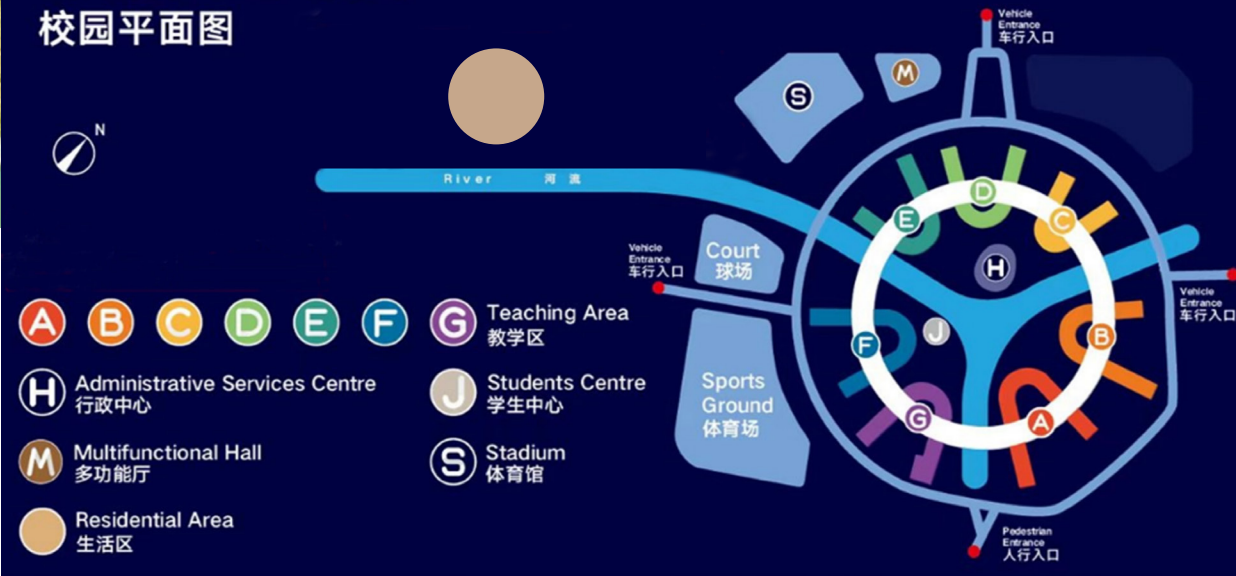 校园平面图
N
Vehicle
Entrance
车行入口
S
M
River 河流
D
E
C
Vehicle
Entrance
车行入口
Court
球场
H
Vehicle
Entrance
车行入口
A B C D E F G
Teaching Area
教学区
J
B
F
H
Administrative Services Centre
行政中心
J
Students Centre
学生中心
Sports
Ground
体育场
G
A
M
Multifunctional Hall
多功能厅
S
Stadium
体育馆
Residential Area
生活区
Pedestrian
Entrance
人行入口